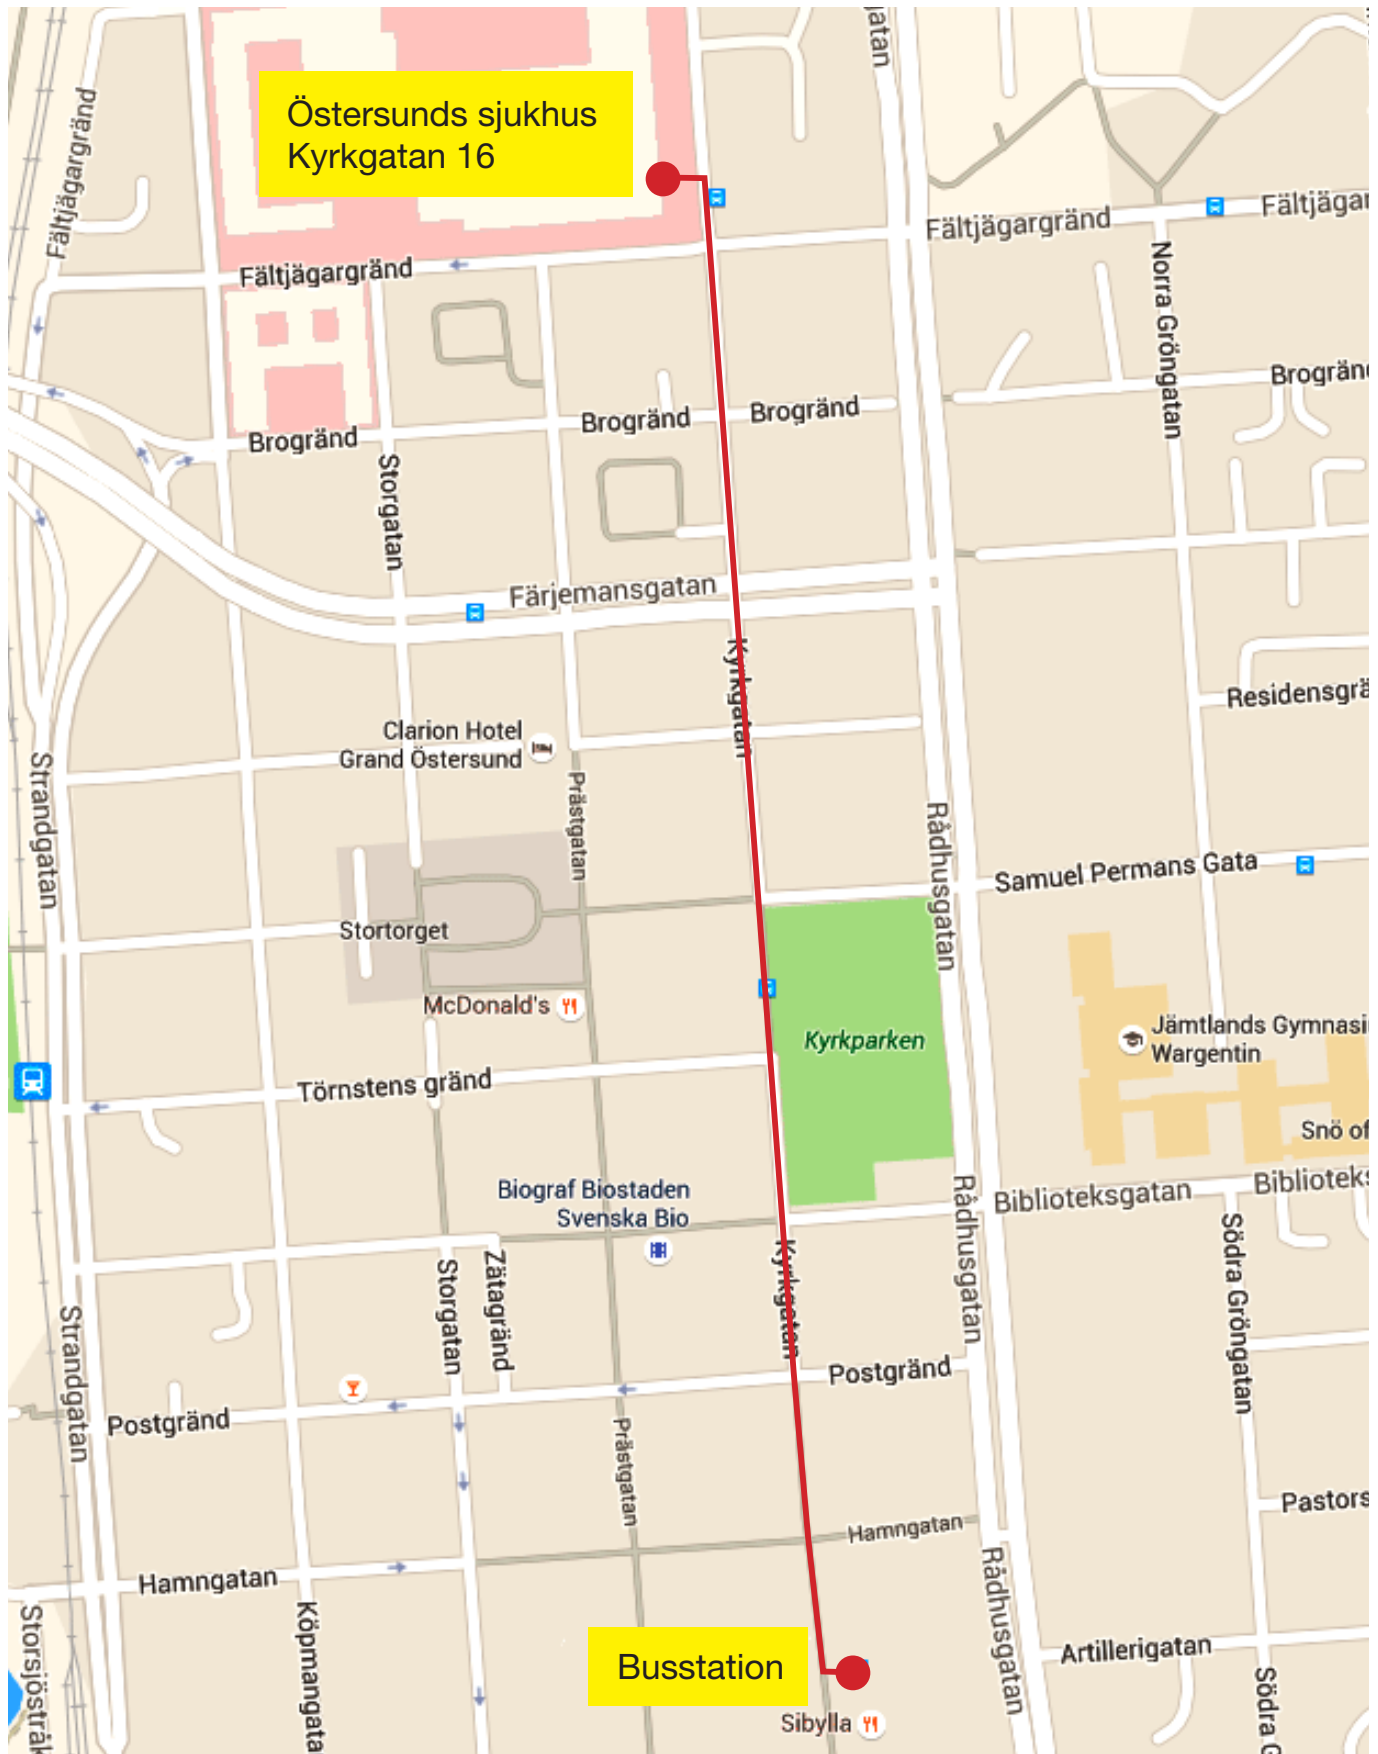 gatan
Östersunds sjukhus
Kyrkgatan 16
Fältjägargränd
Fältjägargränd
Fältjägar
Fältjägargränd
Norra Gröngatan
Brogränd
Brogränd
Brogränd
Brogränd
Storgatan
Färjemansgatan
Kyrkgatan
Residensgrä
Clarion Hotel
Grand Östersund
Strandgatan
Prästgatan
Rådhusgatan
Samuel Permans Gata
Stortorget
McDonald's
Kyrkparken
Jämtlands Gymnasi
Wargentin
Törnstens gränd
Snö of
Biograf Biostaden
Svenska Bio
Rådhusgatan
Biblioteksgatan
Biblioteks
Södra Gröngatan
Kyrkgatan
Storgatan
Zätagränd
Strandgatan
Postgränd
Postgränd
Prästgatan
Pastors
Hamngatan
Hamngatan
Rådhusgatan
Storsjöstråk
Köpmangata
Artillerigatan
Busstation
Södra G
Sibylla